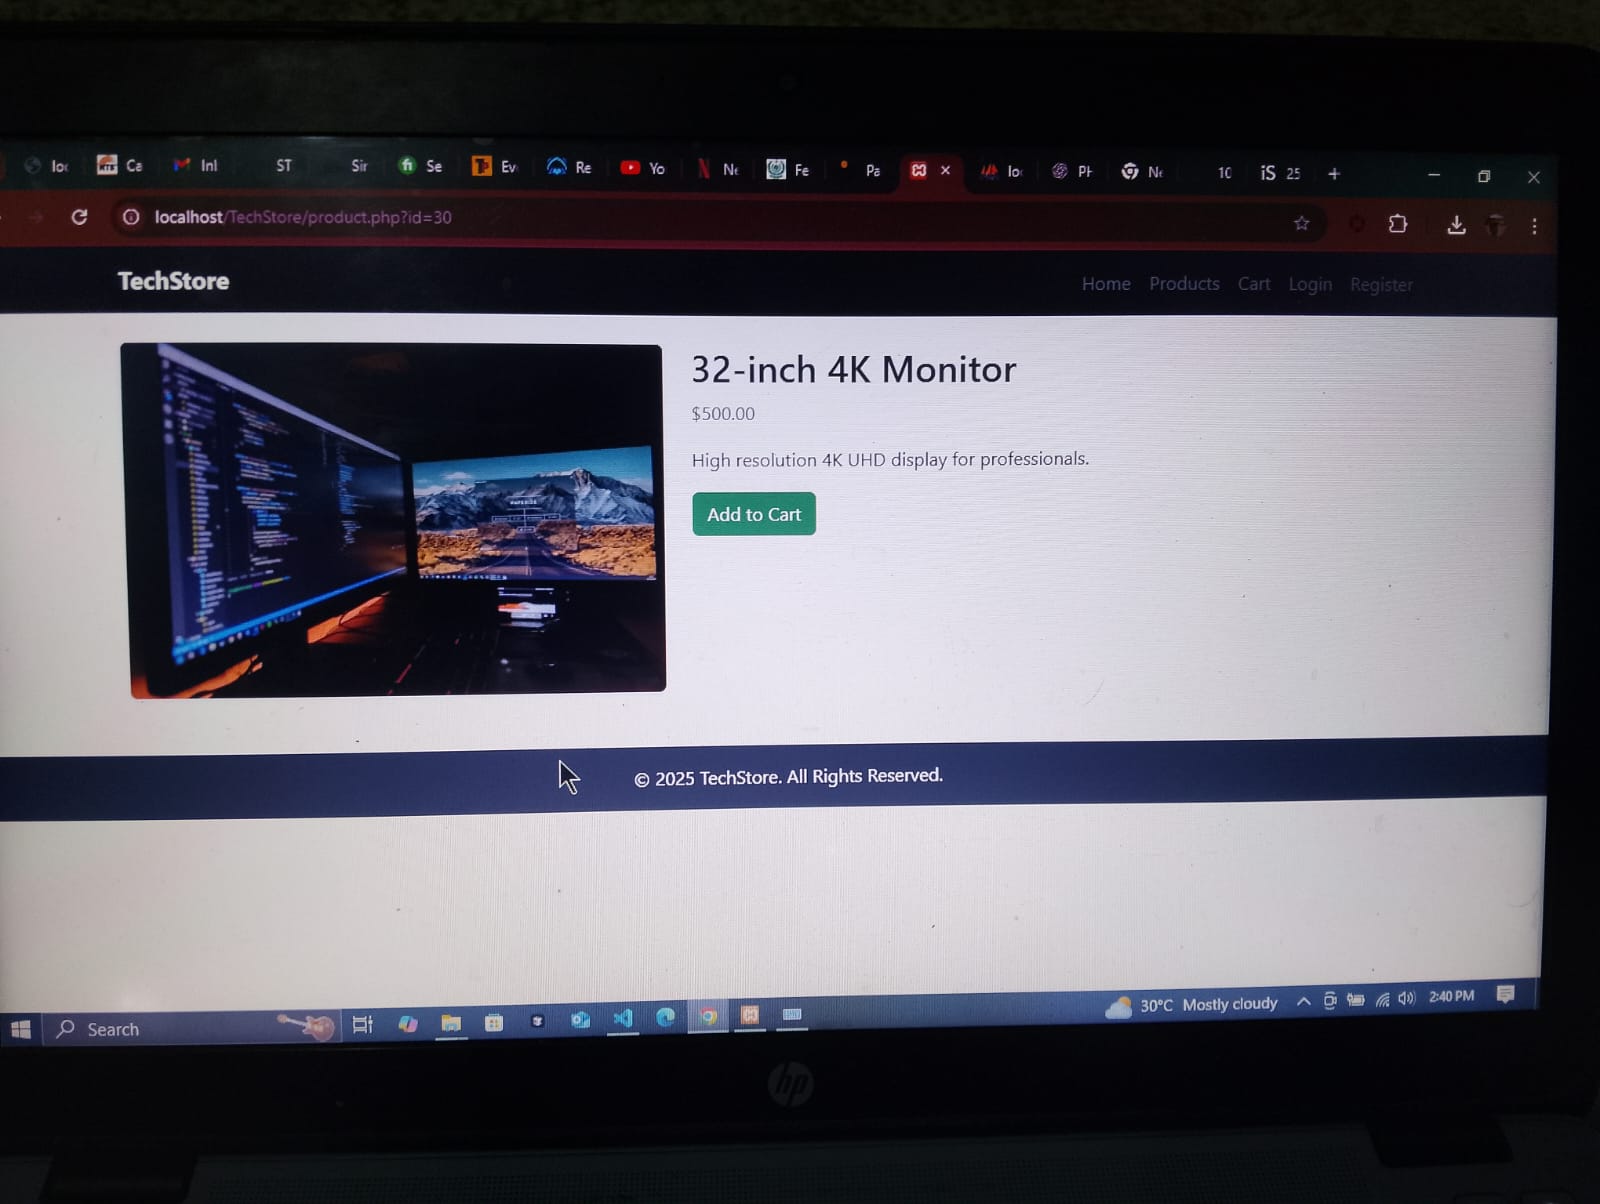 loc Ca Inl ST Sir Se Ev Re Yo Ne Fe Pa loc PH Ne 10 iS 25
localhost/TechStore/product.php?id=30
TechStore
Home Products Cart Login Register
32-inch 4K Monitor
$500.00
High resolution 4K UHD display for professionals.
Add to Cart
© 2025 TechStore. All Rights Reserved.
Search
30°C Mostly cloudy
2:40 PM
hp